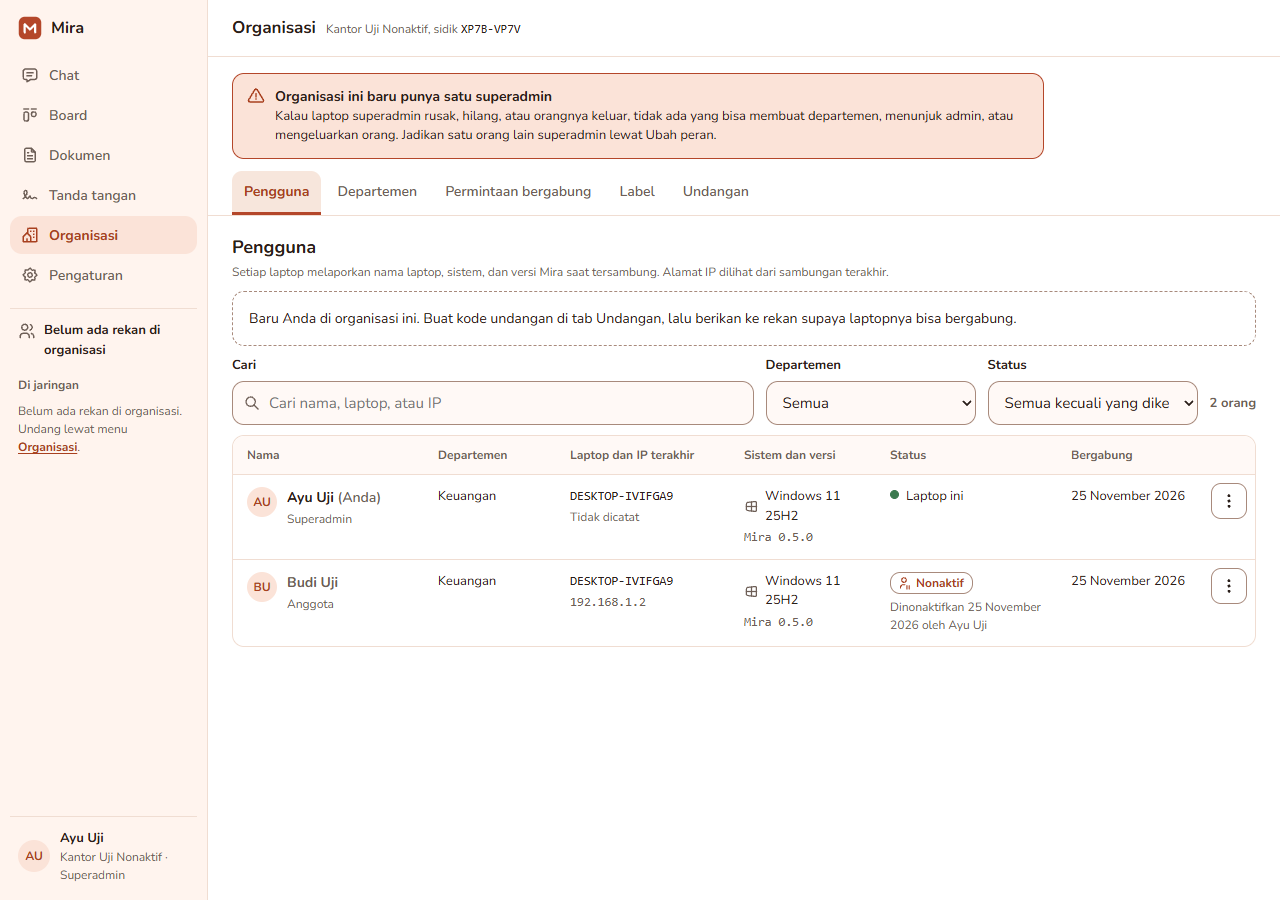 Mira
Chat
Board
Dokumen
Tanda tangan
Organisasi
Pengaturan
Belum ada rekan di
organisasi
Di jaringan
Belum ada rekan di organisasi.
Undang lewat menu
Organisasi.
AU
Ayu Uji
Kantor Uji Nonaktif ·
Superadmin
Organisasi Kantor Uji Nonaktif, sidik XP7B-VP7V
Organisasi ini baru punya satu superadmin
Kalau laptop superadmin rusak, hilang, atau orangnya keluar, tidak ada yang bisa membuat departemen, menunjuk admin, atau
mengeluarkan orang. Jadikan satu orang lain superadmin lewat Ubah peran.
Pengguna Departemen Permintaan bergabung Label Undangan
Pengguna
Setiap laptop melaporkan nama laptop, sistem, dan versi Mira saat tersambung. Alamat IP dilihat dari sambungan terakhir.
Baru Anda di organisasi ini. Buat kode undangan di tab Undangan, lalu berikan ke rekan supaya laptopnya bisa bergabung.
Cari Departemen Status
Cari nama, laptop, atau IP Semua Semua kecuali yang dike 2 orang
Nama Departemen Laptop dan IP terakhir Sistem dan versi Status Bergabung
AU Ayu Uji (Anda) Keuangan DESKTOP-IVIFGA9 Windows 11 Laptop ini 25 November 2026
Superadmin Tidak dicatat 25H2
Mira 0.5.0
BU Budi Uji Keuangan DESKTOP-IVIFGA9 Windows 11 Nonaktif 25 November 2026
Anggota 192.168.1.2 25H2 Dinonaktifkan 25 November
Mira 0.5.0 2026 oleh Ayu Uji